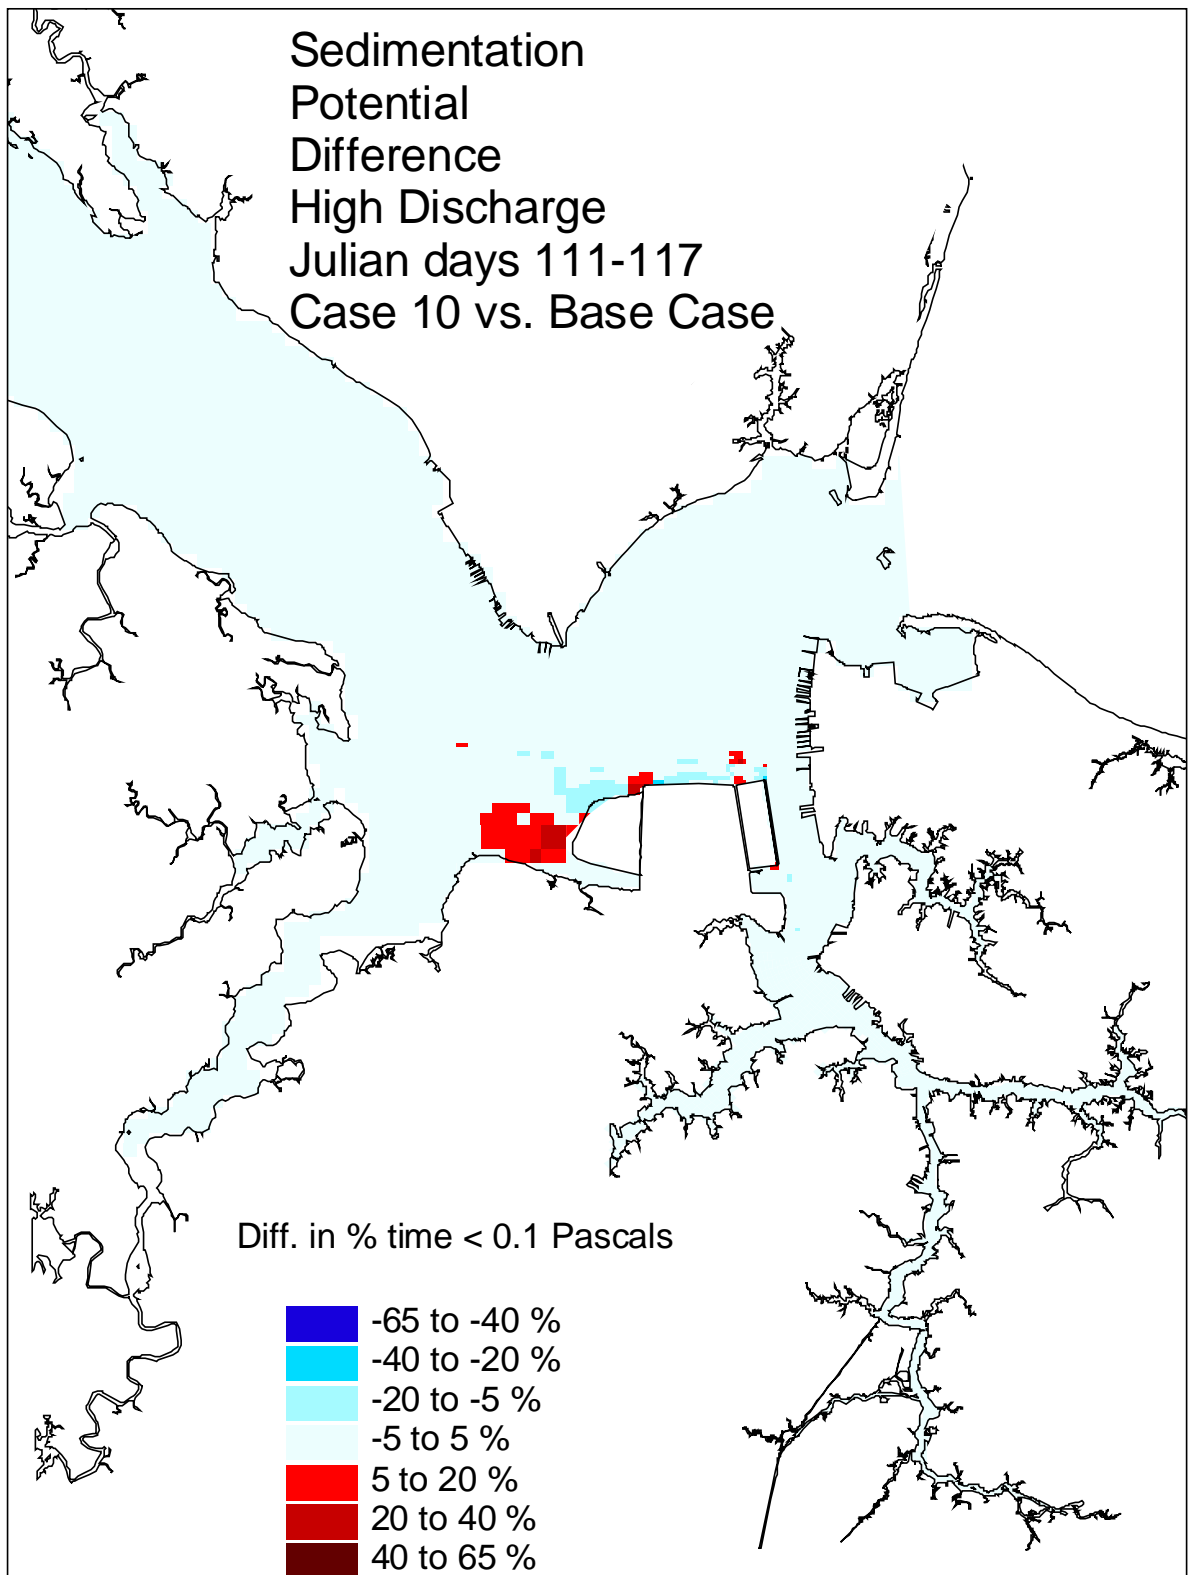 Sedimentation
Potential
Difference
High Discharge
Julian days 111-117
Case 10 vs. Base Case
Diff. in % time < 0.1 Pascals
-65 to -40 %
-40 to -20 %
-20 to -5 %
-5 to 5 %
5 to 20 %
20 to 40 %
40 to 65 %